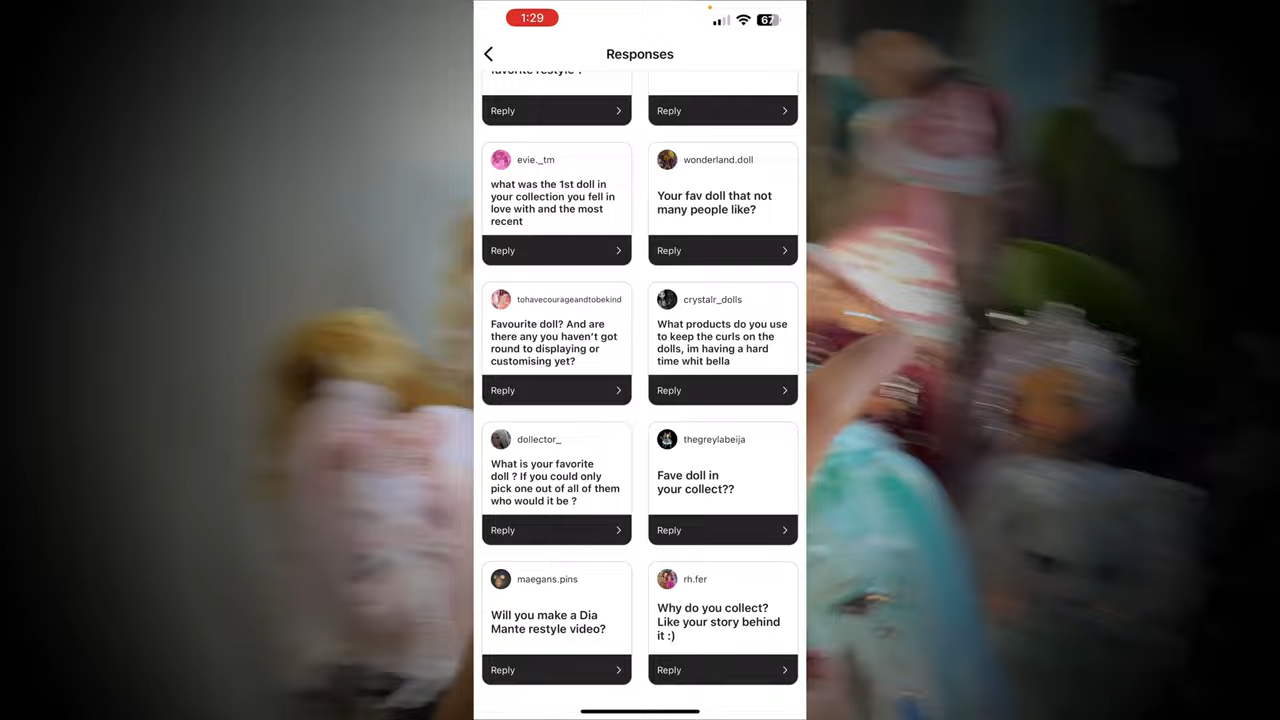 1:29
67
Responses
favorite restyle ?
Reply
Reply
evie._tm
what was the 1st doll in
your collection you fell in
love with and the most
recent
Reply
wonderland.doll
Your fav doll that not
many people like?
Reply
tohavecourageandtobekind
Favourite doll? And are
there any you haven't got
round to displaying or
customising yet?
Reply
crystalr_dolls
What products do you use
to keep the curls on the
dolls, im having a hard
time whit bella
Reply
dollector_
What is your favorite
doll ? If you could only
pick one out of all of them
who would it be ?
Reply
thegreylabeija
Fave doll in
your collect??
Reply
maegans.pins
Will you make a Dia
Mante restyle video?
Reply
rh.fer
Why do you collect?
Like your story behind
it :)
Reply